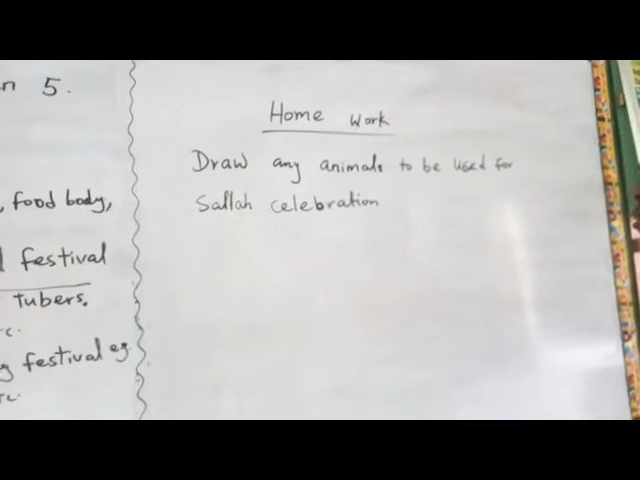 n 5.
, food body,
festival
tubers.
festival eg.
Home work
Draw any animals to be used for
Sallah celebration